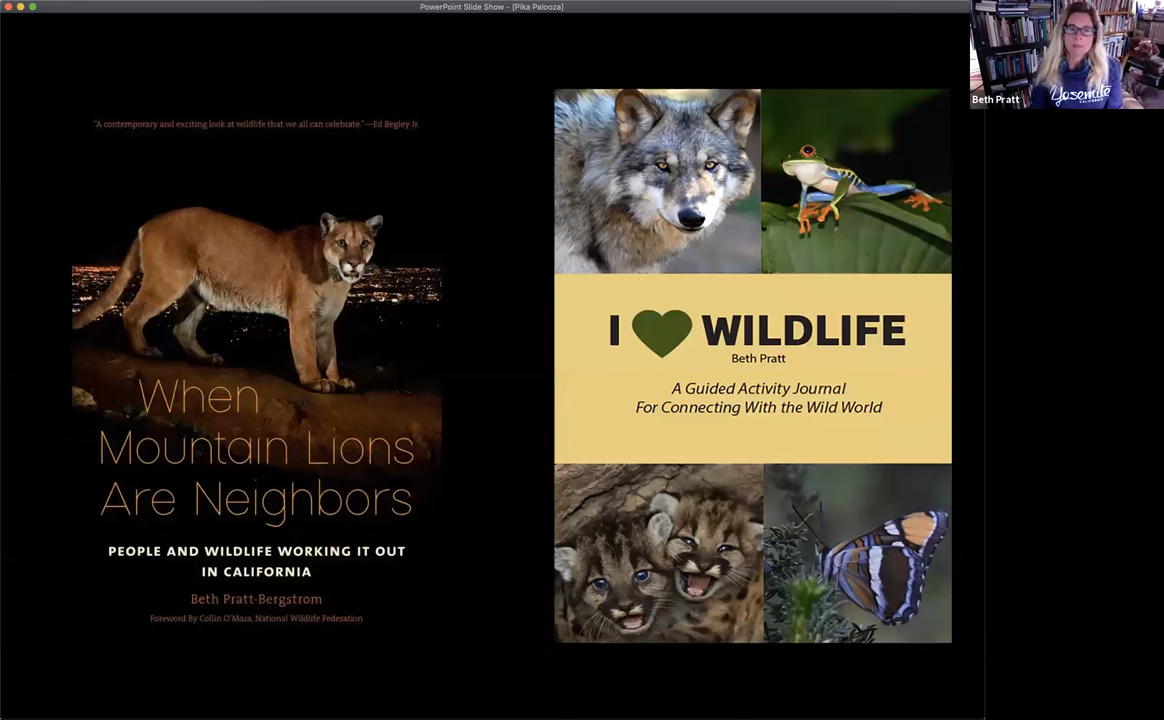 PowerPoint Slide Show - [Pika Palooza]
"A contemporary and exciting look at wildlife that we all can celebrate."—Ed Begley Jr.
When
Mountain Lions
Are Neighbors
PEOPLE AND WILDLIFE WORKING IT OUT
IN CALIFORNIA
Beth Pratt-Bergstrom
Foreword By Collin O'Mara, National Wildlife Federation
I WILDLIFE
Beth Pratt
A Guided Activity Journal
For Connecting With the Wild World
Yosemite
CALIFORNIA
Beth Pratt